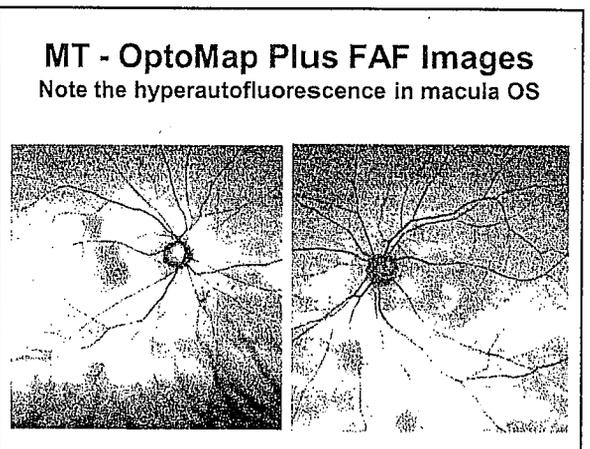 MT - OptoMap Plus FAF Images
Note the hyperautofluorescence in macula OS